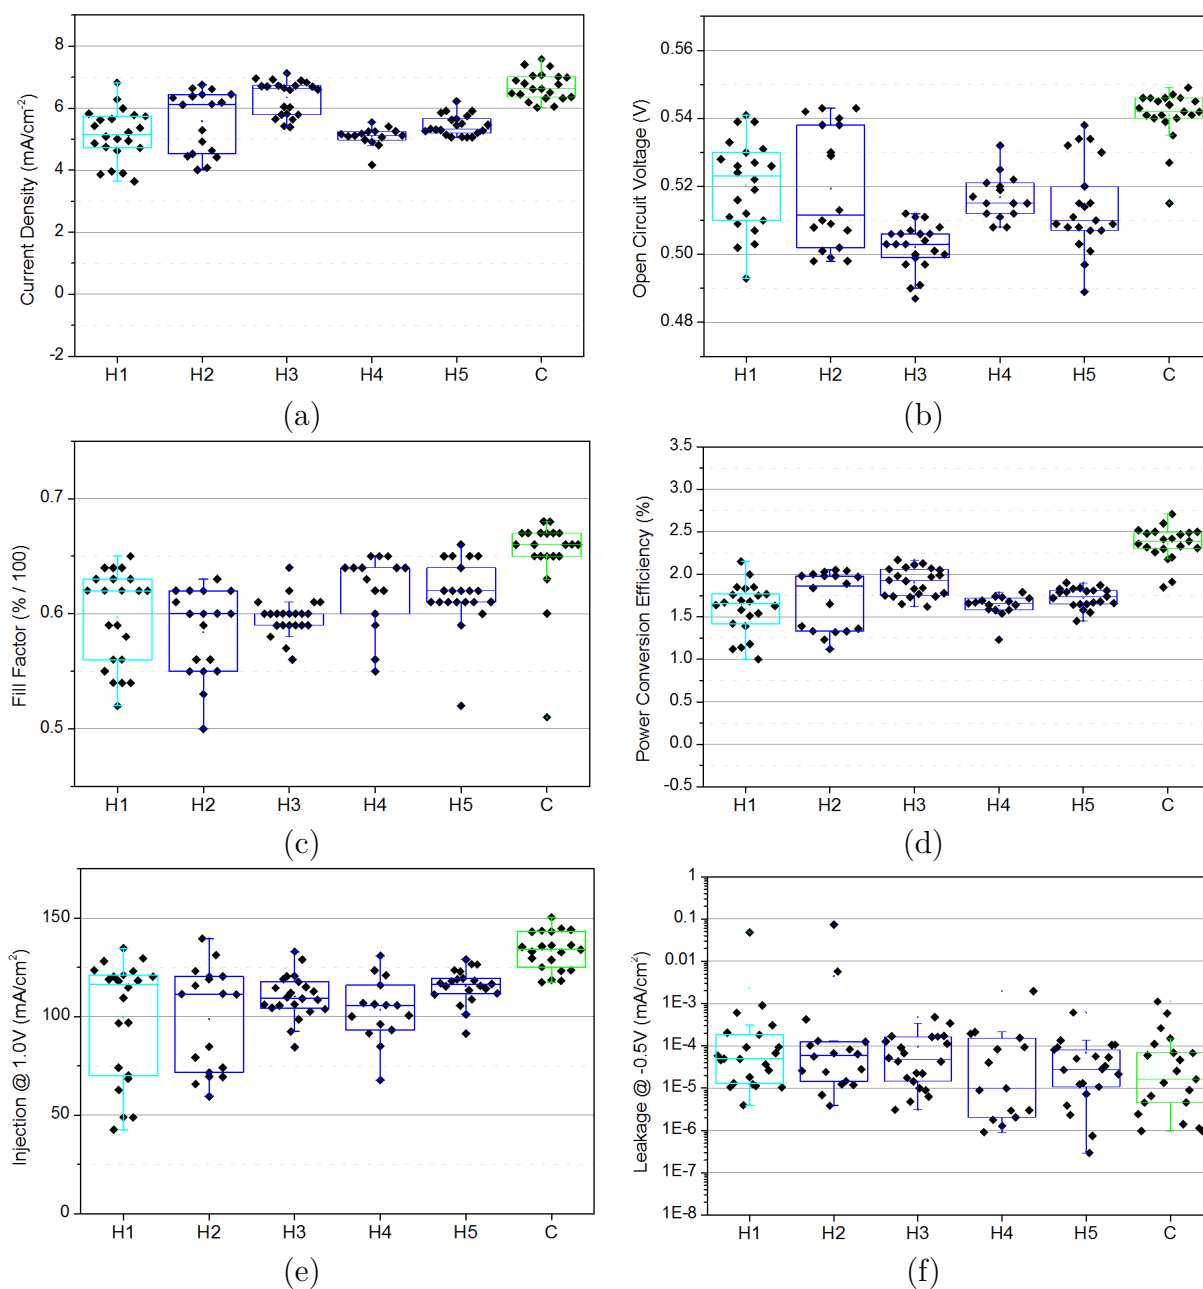 8
6
4
2
0
-2
Current Density (mA/cm⁻²)
H1 H2 H3 H4 H5 C
(a)
0.56
0.54
0.52
0.50
0.48
Open Circuit Voltage (V)
H1 H2 H3 H4 H5 C
(b)
0.7
0.6
0.5
Fill Factor (% / 100)
H1 H2 H3 H4 H5 C
(c)
3.5
3.0
2.5
2.0
1.5
1.0
0.5
0.0
-0.5
Power Conversion Efficiency (%)
H1 H2 H3 H4 H5 C
(d)
150
100
50
0
Injection @ 1.0V (mA/cm²)
H1 H2 H3 H4 H5 C
(e)
1
0.1
0.01
1E-3
1E-4
1E-5
1E-6
1E-7
1E-8
Leakage @ -0.5V (mA/cm²)
H1 H2 H3 H4 H5 C
(f)